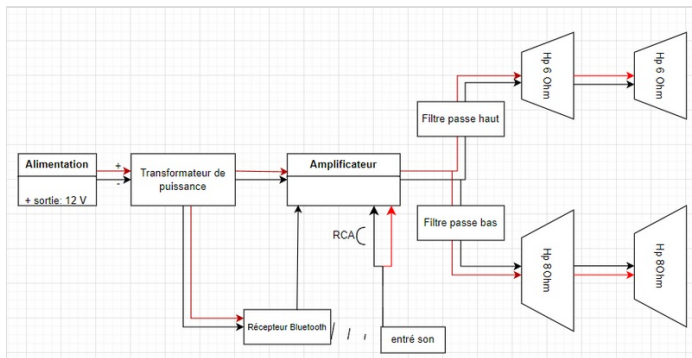 Hp 6 Ohm
Hp 6 Ohm
Filtre passe haut
Alimentation
+ sortie: 12 V
+
-
Transformateur de
puissance
Amplificateur
Filtre passe bas
RCA
Hp 8Ohm
Hp 8Ohm
Récepteur Bluetooth
entré son